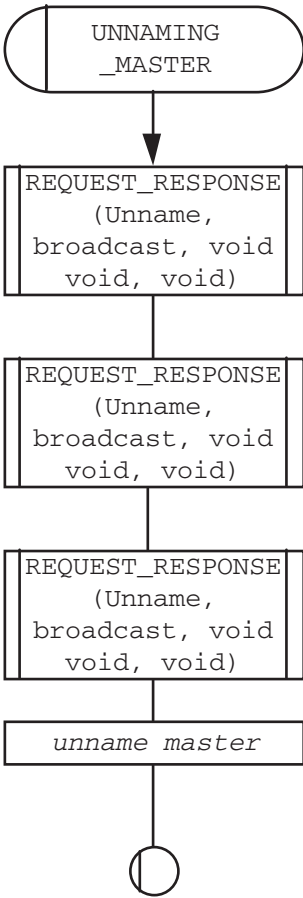 UNNAMING
_MASTER
REQUEST_RESPONSE
(Unname,
broadcast, void
void, void)
REQUEST_RESPONSE
(Unname,
broadcast, void
void, void)
REQUEST_RESPONSE
(Unname,
broadcast, void
void, void)
unname master